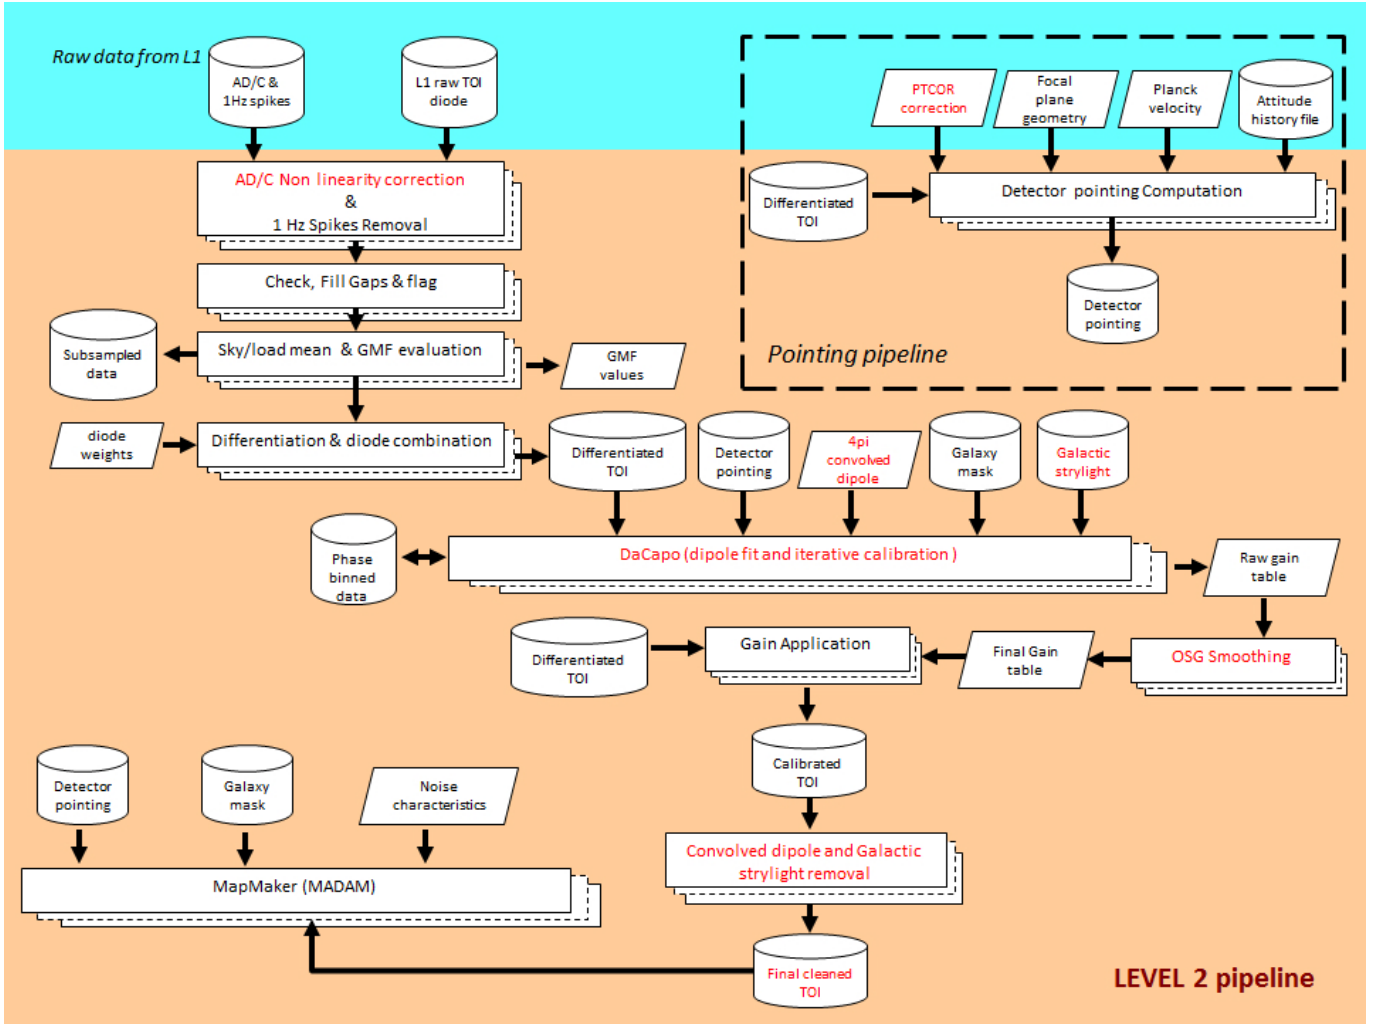 Raw data from L1
AD/C &
1Hz spikes
L1 raw TOI
diode
PTCOR
correction
Focal
plane
geometry
Planck
velocity
Attitude
history file
AD/C Non linearity correction
&
1 Hz Spikes Removal
Differentiated
TOI
Detector pointing Computation
Detector
pointing
Pointing pipeline
Check, Fill Gaps & flag
Subsampled
data
Sky/load mean & GMF evaluation
GMF
values
diode
weights
Differentiation & diode combination
Differentiated
TOI
Detector
pointing
4pi
convolved
dipole
Galaxy
mask
Galactic
strylight
Phase
binned
data
DaCapo (dipole fit and iterative calibration )
Raw gain
table
Differentiated
TOI
Gain Application
Final Gain
table
OSG Smoothing
Calibrated
TOI
Detector
pointing
Galaxy
mask
Noise
characteristics
Convolved dipole and Galactic
strylight removal
MapMaker (MADAM)
Final cleaned
TOI
LEVEL 2 pipeline